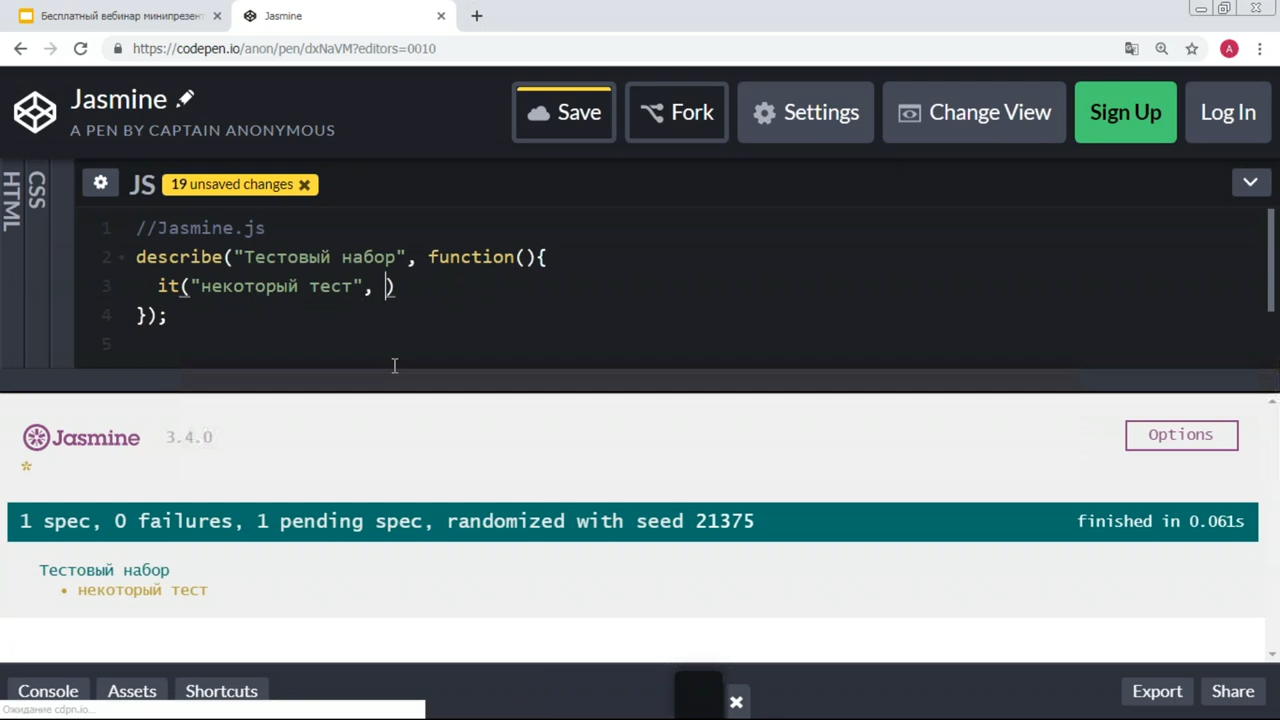 Бесплатный вебинар минипрезент
Jasmine
https://codepen.io/anon/pen/dxNaVM?editors=0010
A
Jasmine
A PEN BY CAPTAIN ANONYMOUS
Save
Fork
Settings
Change View
Sign Up
Log In
HTML
CSS
JS
19 unsaved changes
1 //Jasmine.js
2 describe("Тестовый набор", function(){
3 it("некоторый тест", )
4 });
5
Jasmine 3.4.0
Options
*
1 spec, 0 failures, 1 pending spec, randomized with seed 21375
finished in 0.061s
Тестовый набор
• некоторый тест
Console
Assets
Shortcuts
Export
Share
Ожидание cdpn.io...